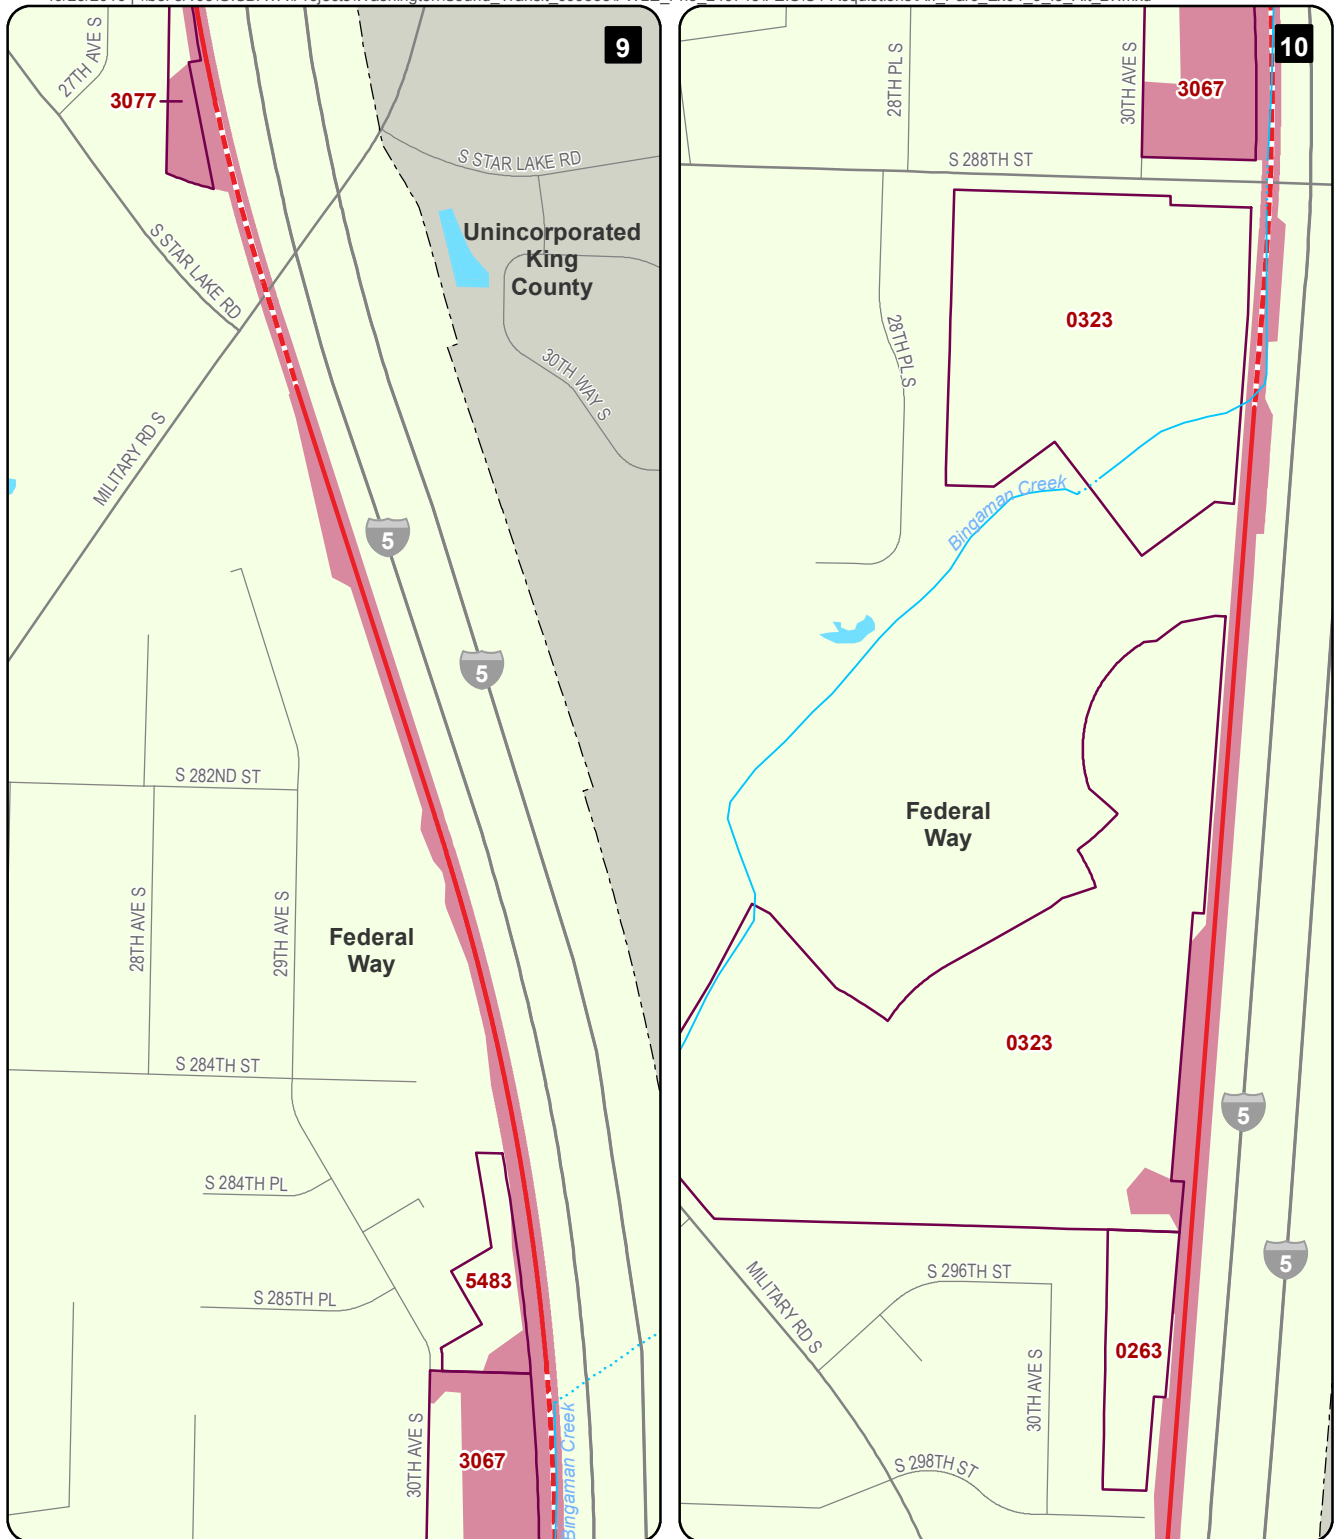 9
27TH AVE S
3077
S STAR LAKE RD
Unincorporated
King
County
S STAR LAKE RD
30TH WAY S
MILITARY RD S
5
5
S 282ND ST
28TH AVE S
29TH AVE S
Federal
Way
S 284TH ST
S 284TH PL
5483
S 285TH PL
30TH AVE S
3067
Bingaman Creek
10
28TH PL S
30TH AVE S
3067
S 288TH ST
0323
28TH PL S
Bingaman Creek
Federal
Way
0323
5
5
MILITARY RD S
S 296TH ST
30TH AVE S
0263
S 298TH ST